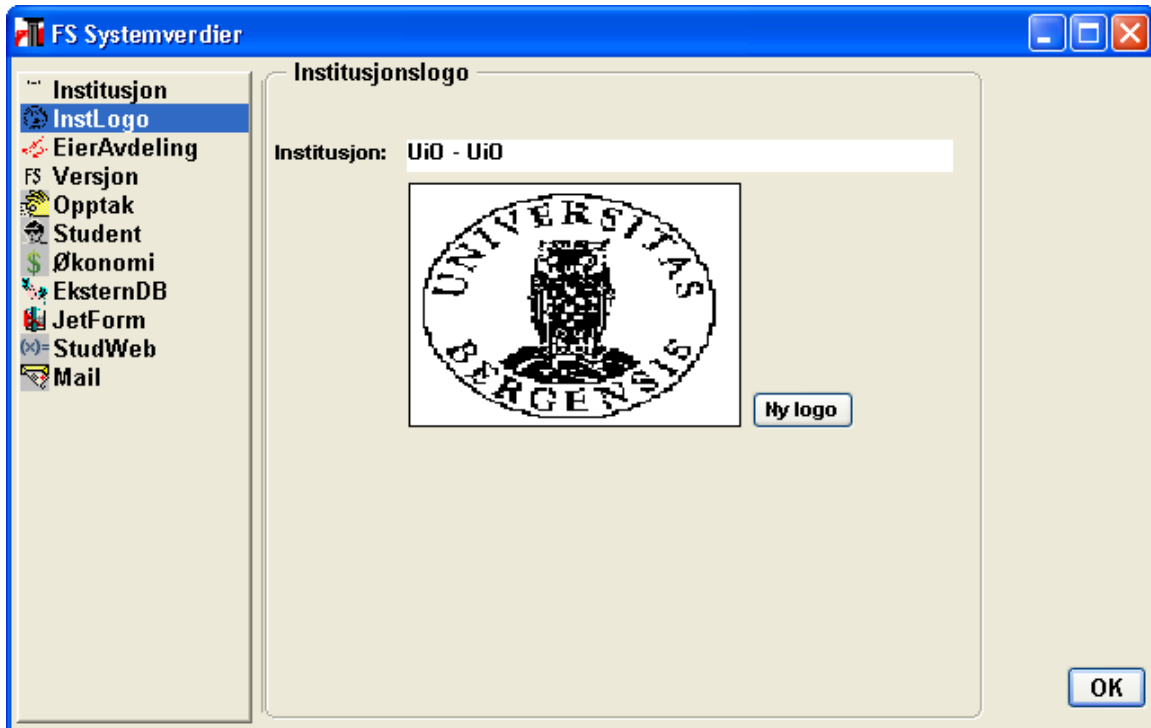 FS Systemverdier
Institusjon
InstLogo
EierAvdeling
FS Versjon
Opptak
Student
$ Økonomi
EksternDB
JetForm
(x)= StudWeb
Mail
Institusjonslogo
Institusjon: UiO - UiO
UNIVERSITAS
BERGENSIS
Ny logo
OK